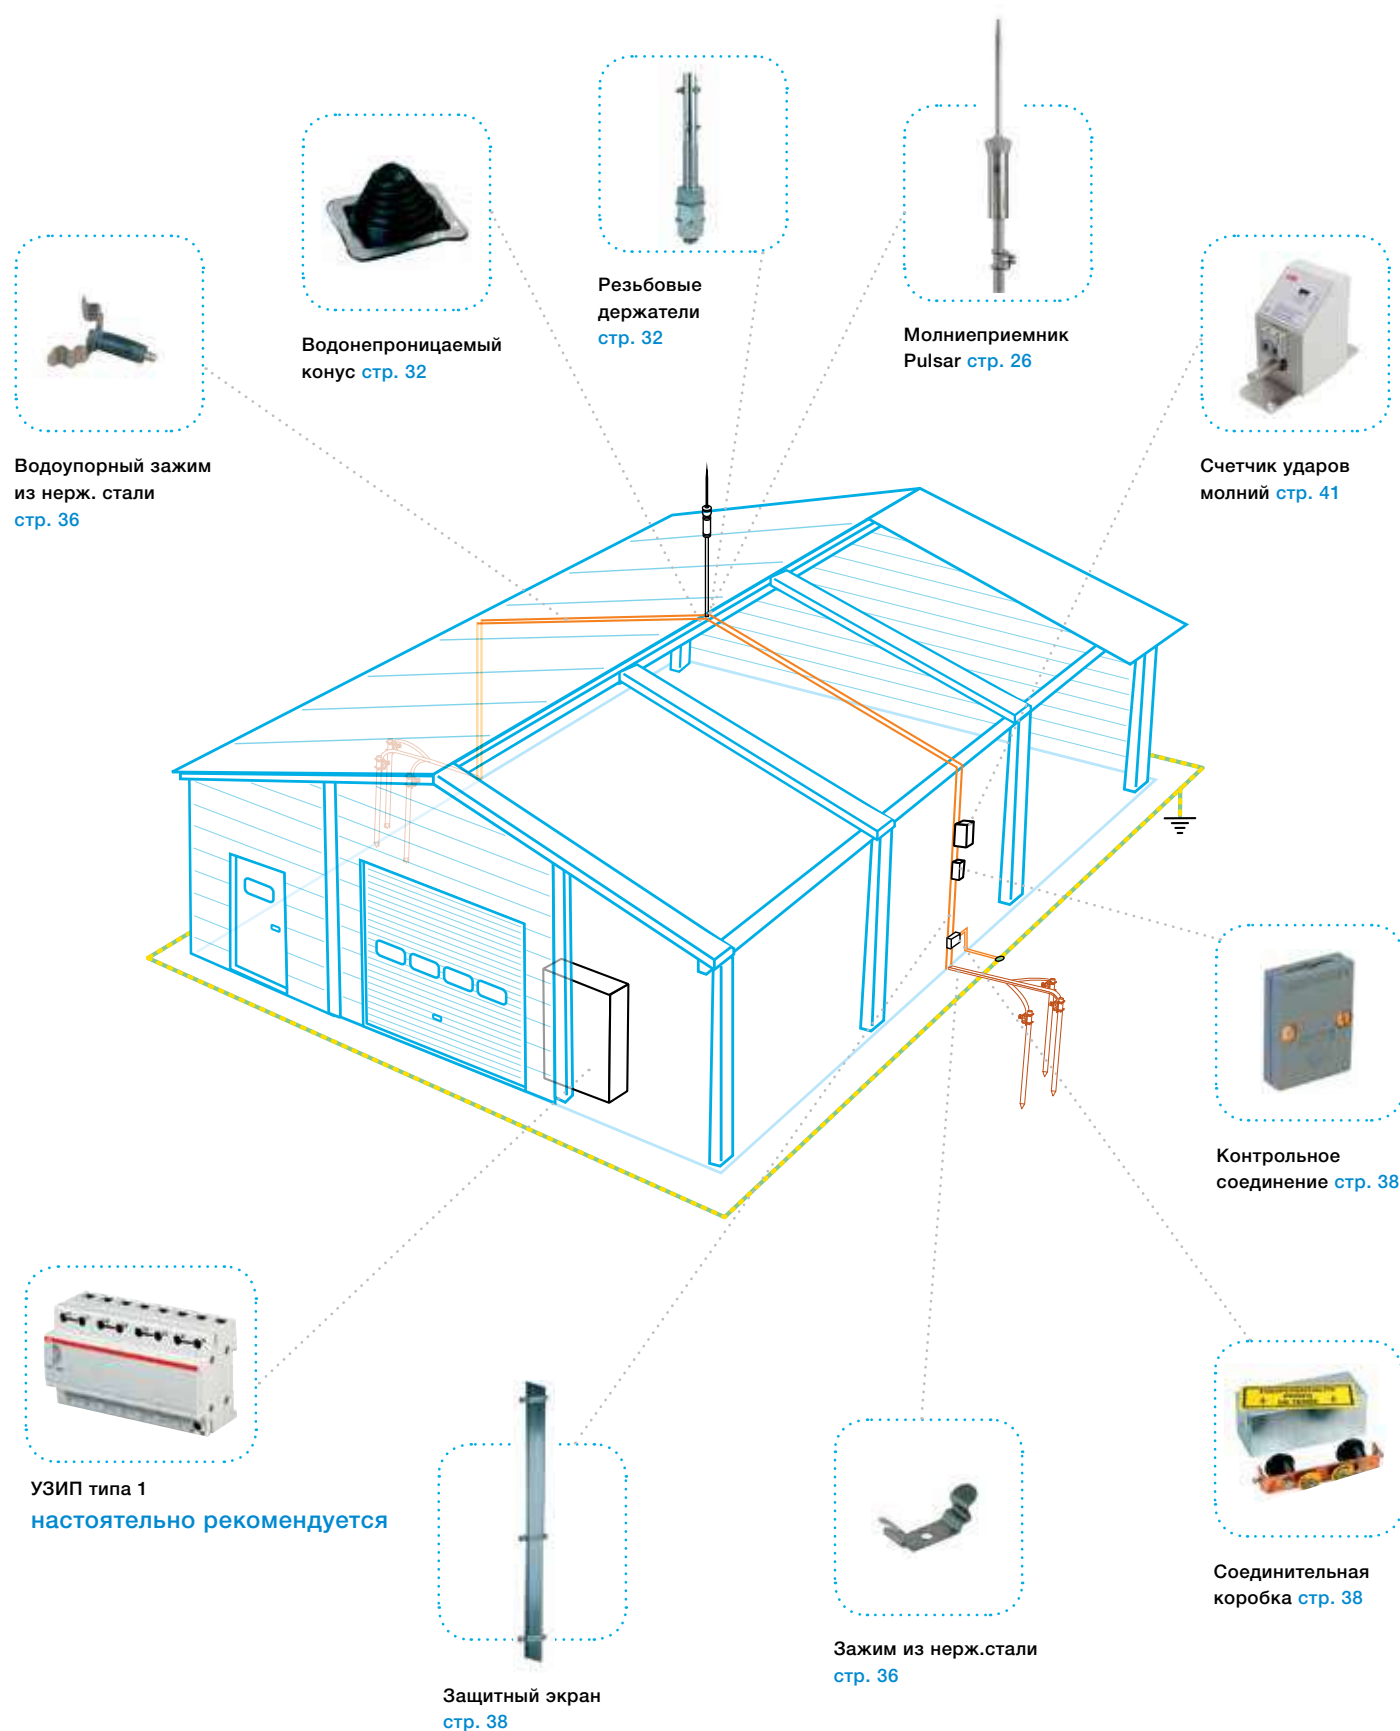 Резьбовые
держатели
стр. 32
Водонепроницаемый
конус стр. 32
Молниеприемник
Pulsar стр. 26
Водоупорный зажим
из нерж. стали
стр. 36
Счетчик ударов
молний стр. 41
Контрольное
соединение стр. 38
УЗИП типа 1
настоятельно рекомендуется
Соединительная
коробка стр. 38
Зажим из нерж.стали
стр. 36
Защитный экран
стр. 38